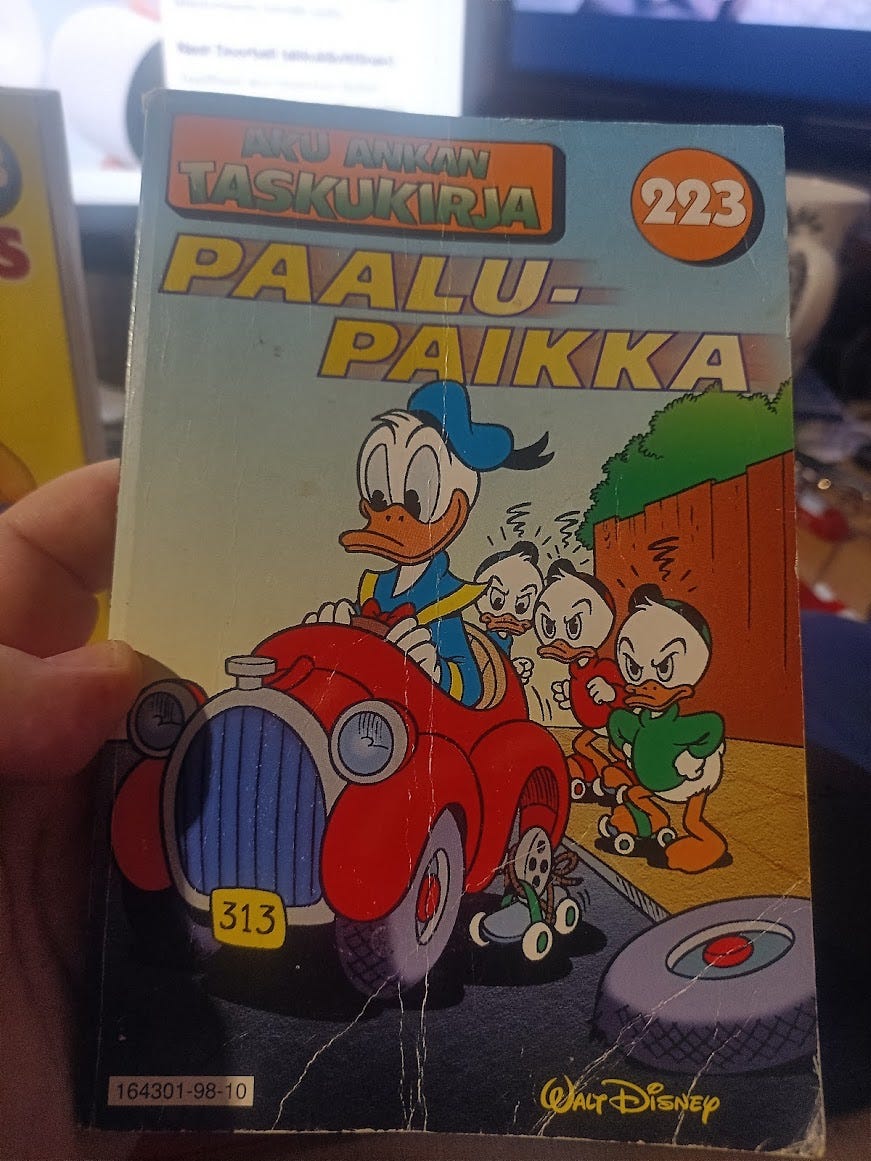 AKU ANKAN
TASKUKIRJA
223
PAALU-
PAIKKA
313
164301-98-10
WALT DISNEY
S